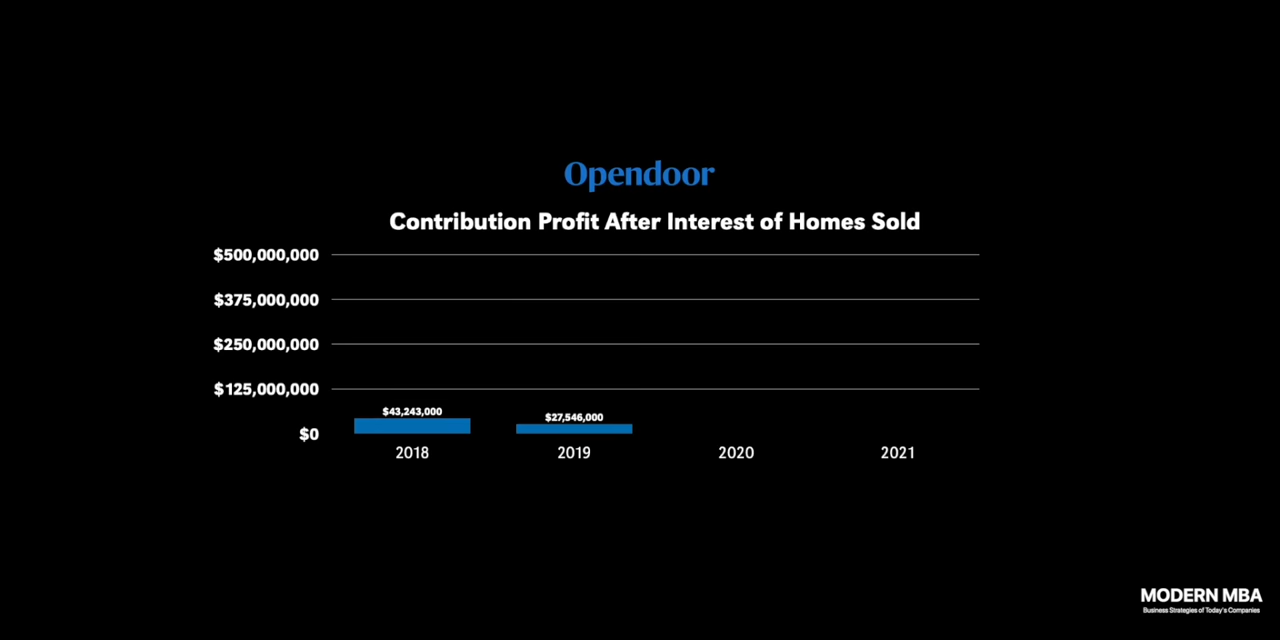 Opendoor
Contribution Profit After Interest of Homes Sold
$500,000,000
$375,000,000
$250,000,000
$125,000,000
$0
$43,243,000
$27,546,000
2018
2019
2020
2021
MODERN MBA
Business Strategies of Today's Companies